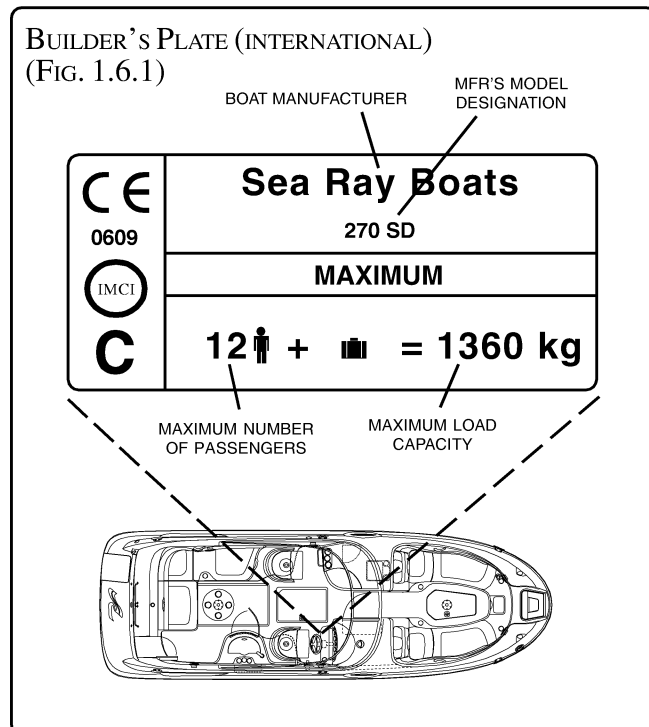 BUILDER'S PLATE (INTERNATIONAL)
(FIG. 1.6.1)
BOAT MANUFACTURER
MFR'S MODEL
DESIGNATION
CE
0609
IMCI
C
Sea Ray Boats
270 SD
MAXIMUM
12 + = 1360 kg
MAXIMUM NUMBER
OF PASSENGERS
MAXIMUM LOAD
CAPACITY